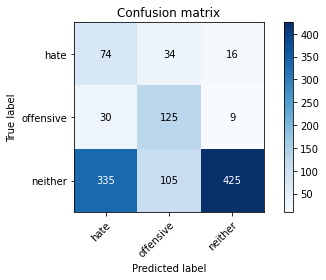 Confusion matrix
hate 74 34 16
offensive 30 125 9
neither 335 105 425
hate offensive neither
True label
Predicted label
400
350
300
250
200
150
100
50